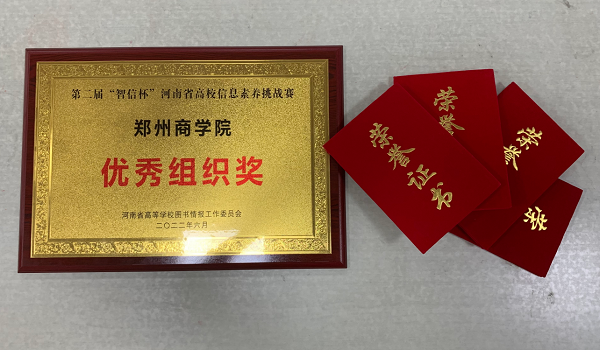 第二届“智信杯”河南省高校信息素养挑战赛
郑州商学院
优秀组织奖
河南省高等学校图书情报工作委员会
二〇二二年六月
荣誉证书
荣誉
荣誉
荣